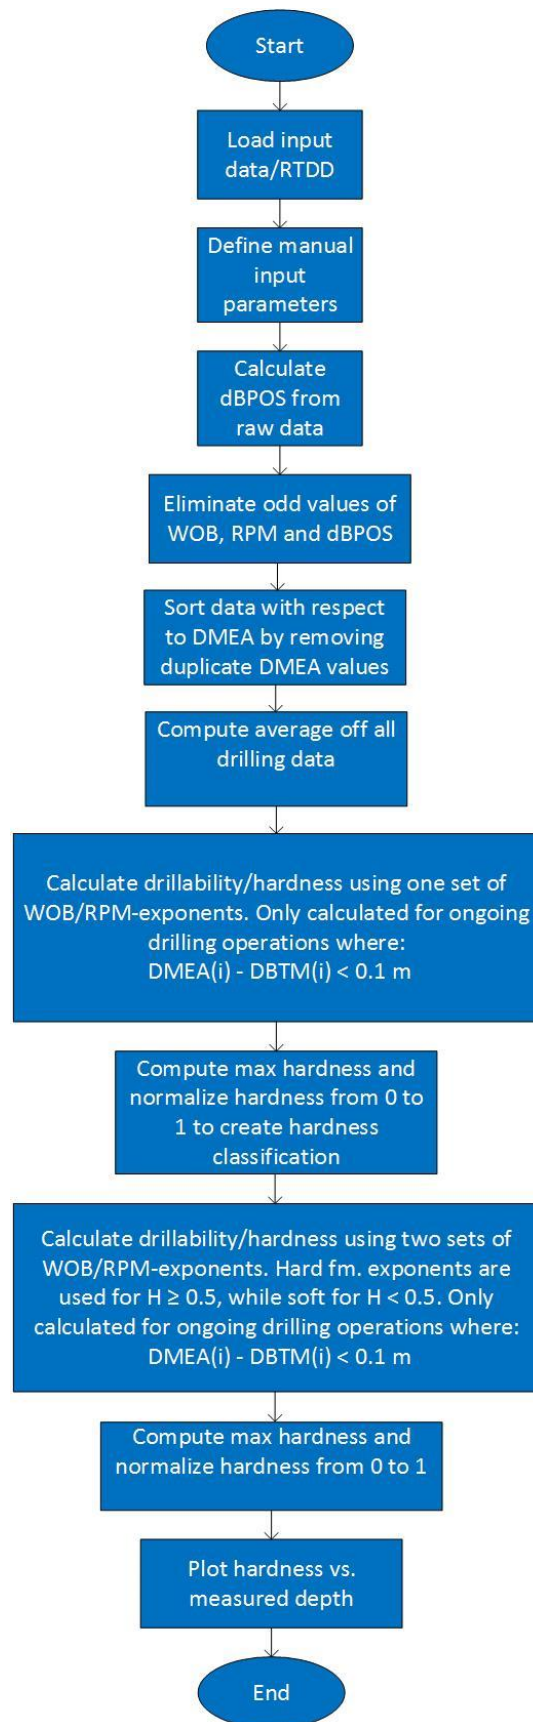 Start
Load input
data/RTDD
Define manual
input
parameters
Calculate
dBPOS from
raw data
Eliminate odd values of
WOB, RPM and dBPOS
Sort data with respect
to DMEA by removing
duplicate DMEA values
Compute average off all
drilling data
Calculate drillability/hardness using one set of
WOB/RPM-exponents. Only calculated for ongoing
drilling operations where:
DMEA(i) - DBTM(i) < 0.1 m
Compute max hardness and
normalize hardness from 0 to
1 to create hardness
classification
Calculate drillability/hardness using two sets of
WOB/RPM-exponents. Hard fm. exponents are
used for H ≥ 0.5, while soft for H < 0.5. Only
calculated for ongoing drilling operations where:
DMEA(i) - DBTM(i) < 0.1 m
Compute max hardness and
normalize hardness from 0 to 1
Plot hardness vs.
measured depth
End